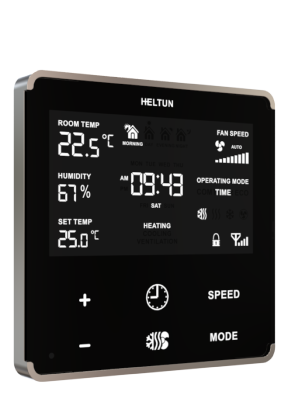 HELTUN
ROOM TEMP
22.5°C
MORNING
FAN SPEED
AUTO
HUMIDITY
61%
AM 09:43
SAT
OPERATING MODE
TIME
SET TEMP
25.0°C
HEATING
+
SPEED
−
MODE